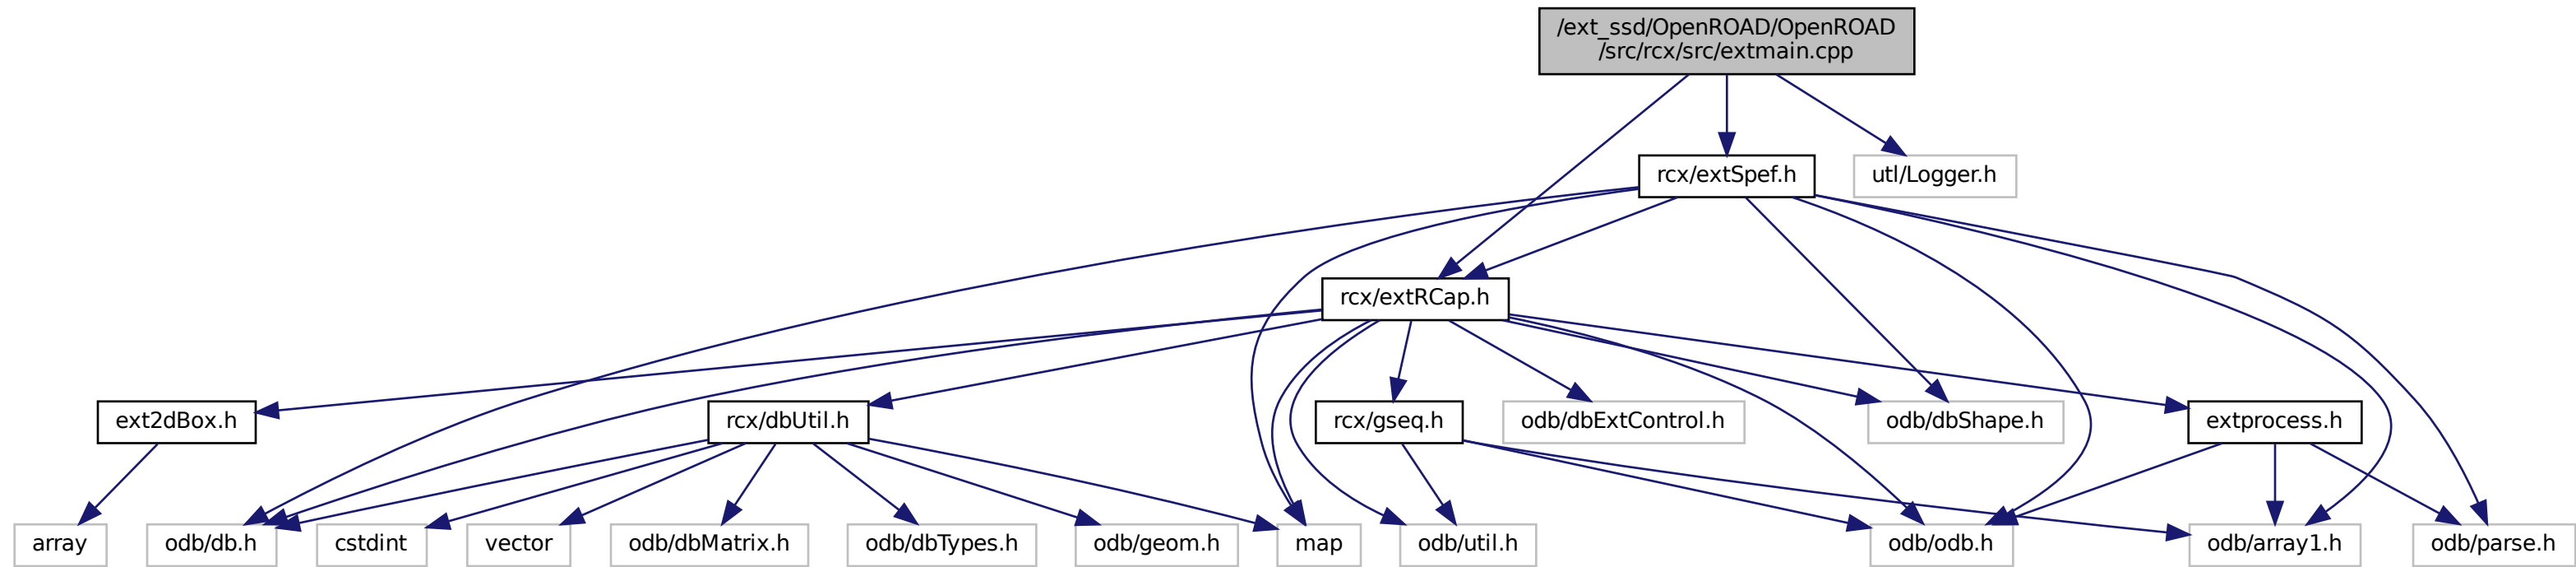 /ext_ssd/OpenROAD/OpenROAD
/src/rcx/src/extmain.cpp
rcx/extSpef.h
utl/Logger.h
rcx/extRCap.h
ext2dBox.h
rcx/dbUtil.h
rcx/gseq.h
odb/dbExtControl.h
odb/dbShape.h
extprocess.h
array
odb/db.h
cstdint
vector
odb/dbMatrix.h
odb/dbTypes.h
odb/geom.h
map
odb/util.h
odb/odb.h
odb/array1.h
odb/parse.h